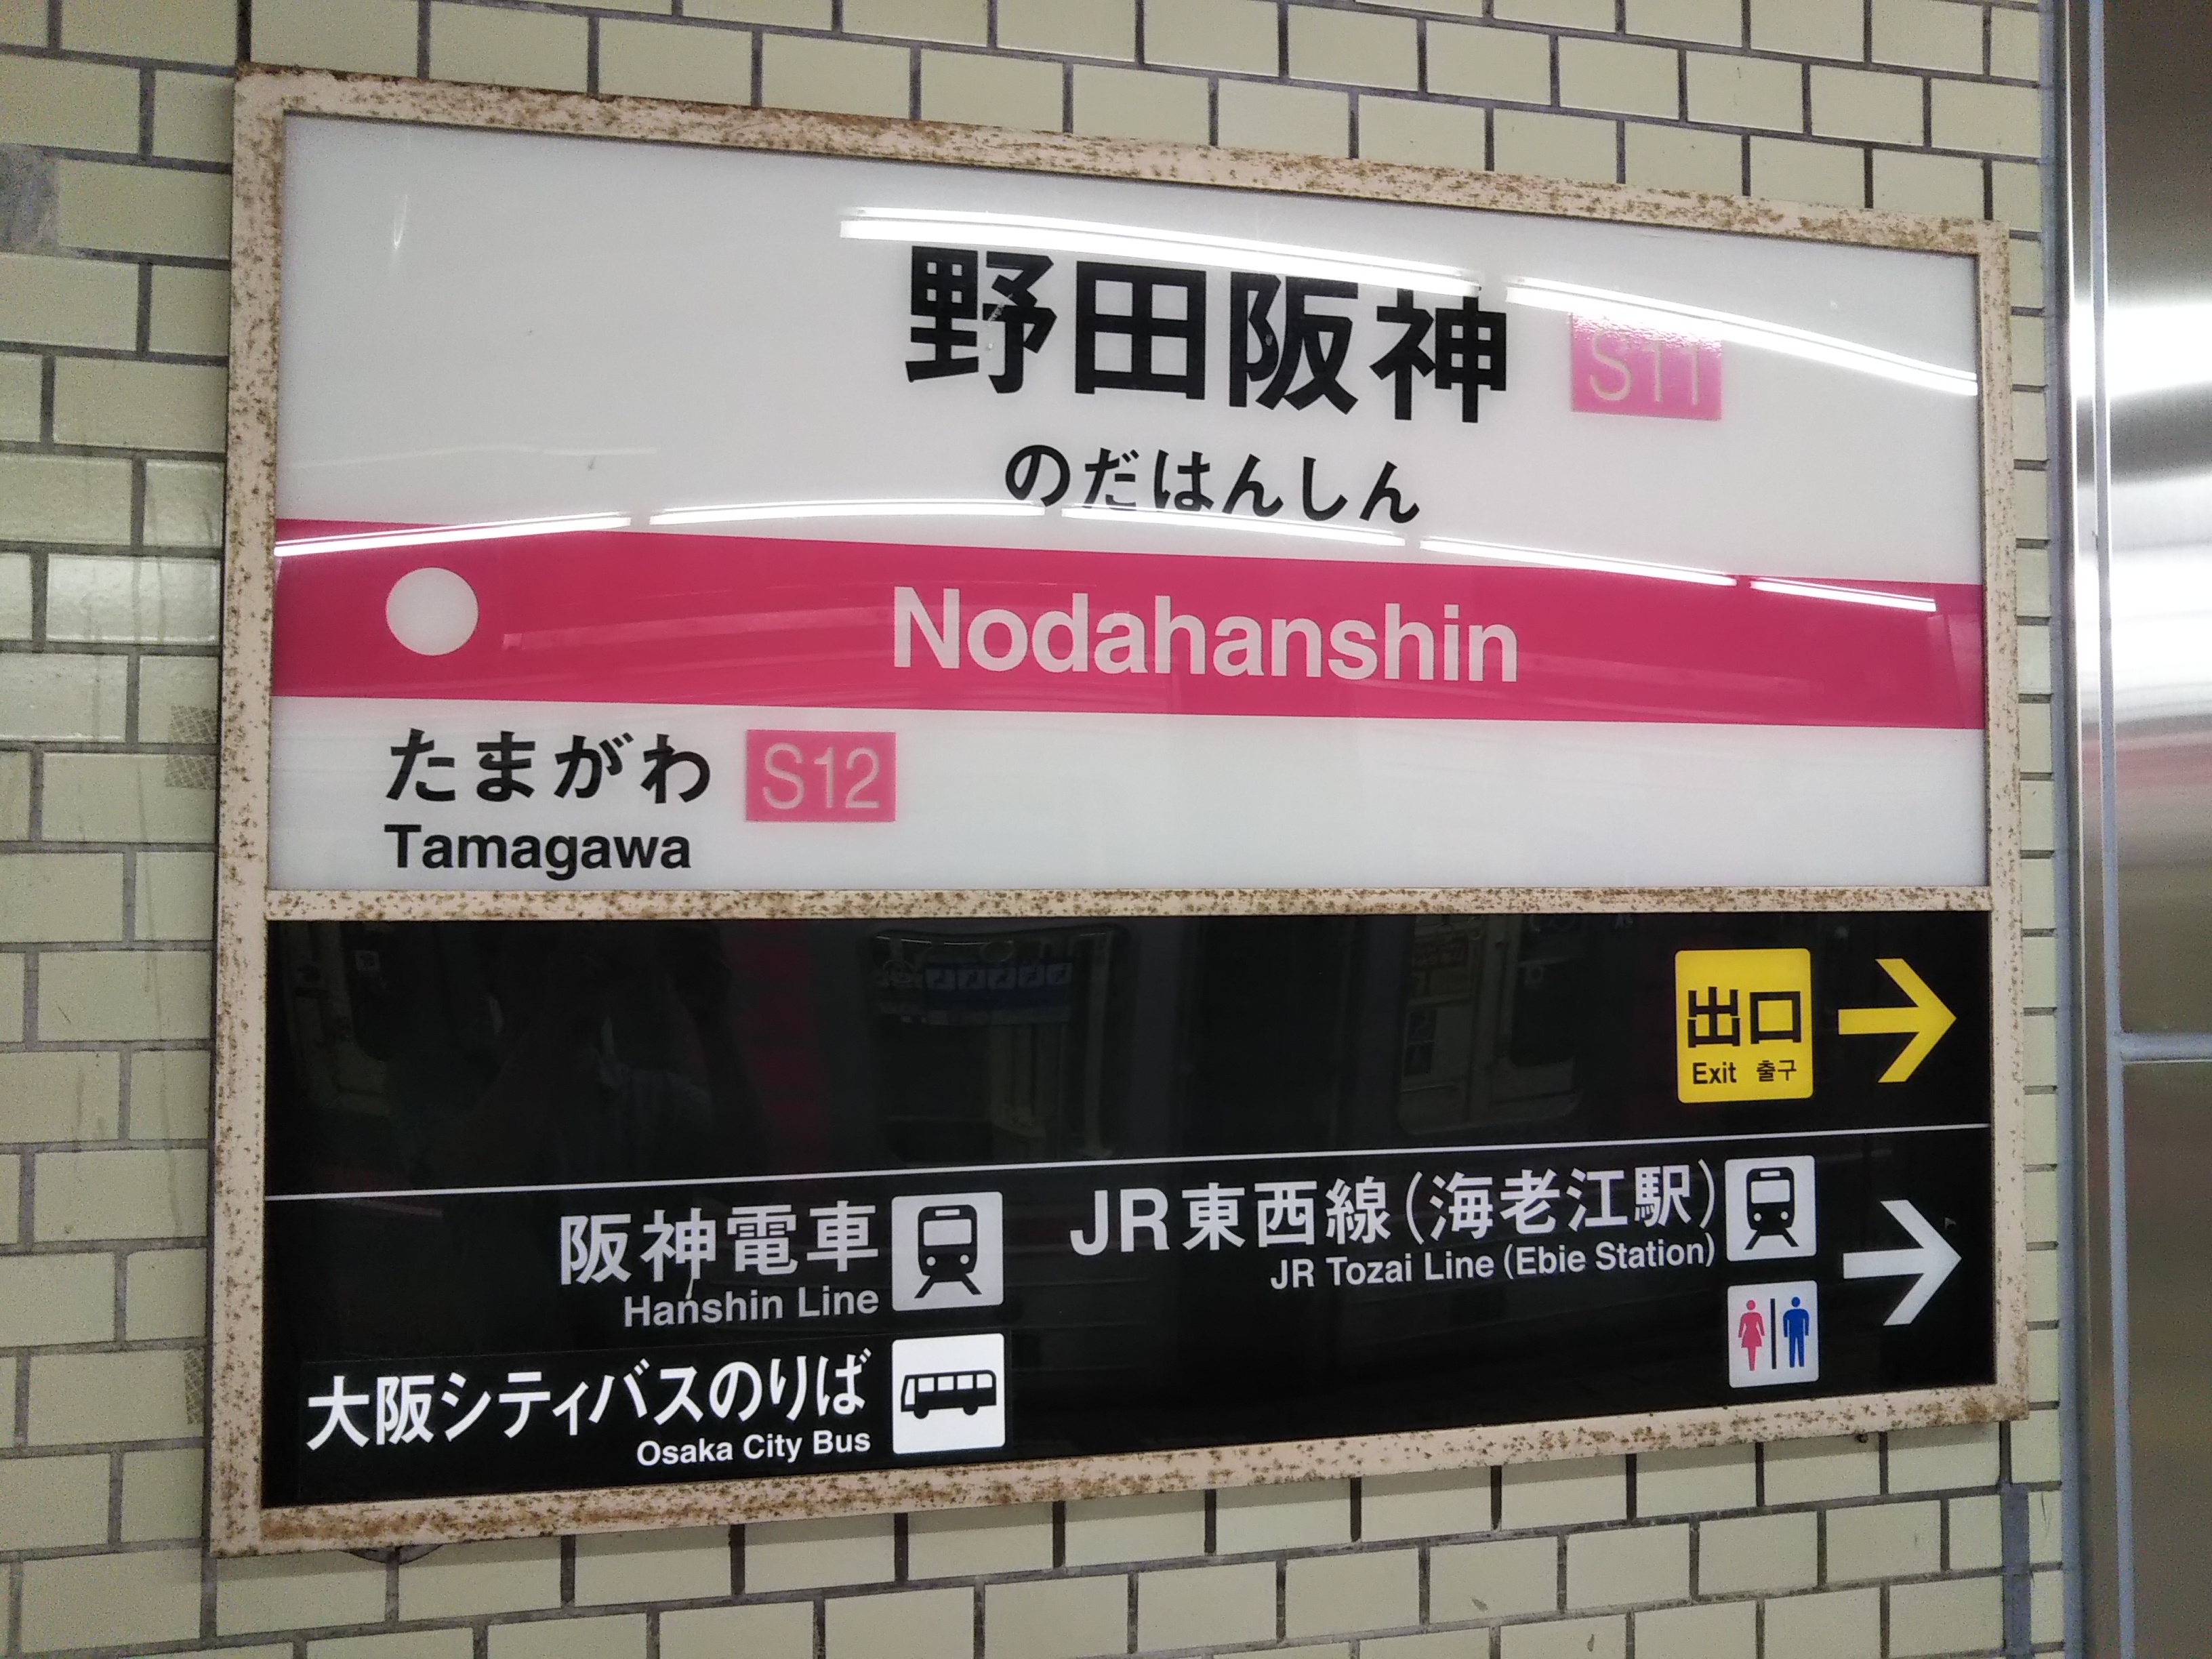 野田阪神 S11
のだはんしん
Nodahanshin
たまがわ S12
Tamagawa
出口
Exit 출구
阪神電車
Hanshin Line
JR東西線(海老江駅)
JR Tozai Line (Ebie Station)
大阪シティバスのりば
Osaka City Bus